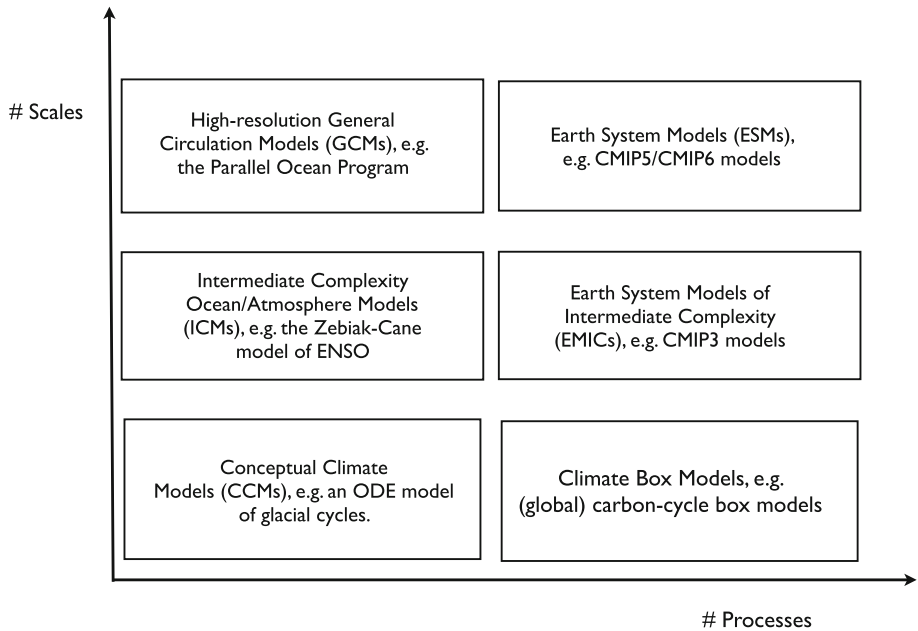 # Scales
High-resolution General
Circulation Models (GCMs), e.g.
the Parallel Ocean Program
Earth System Models (ESMs),
e.g. CMIP5/CMIP6 models
Intermediate Complexity
Ocean/Atmosphere Models
(ICMs), e.g. the Zebiak-Cane
model of ENSO
Earth System Models of
Intermediate Complexity
(EMICs), e.g. CMIP3 models
Conceptual Climate
Models (CCMs), e.g. an ODE model
of glacial cycles.
Climate Box Models, e.g.
(global) carbon-cycle box models
# Processes